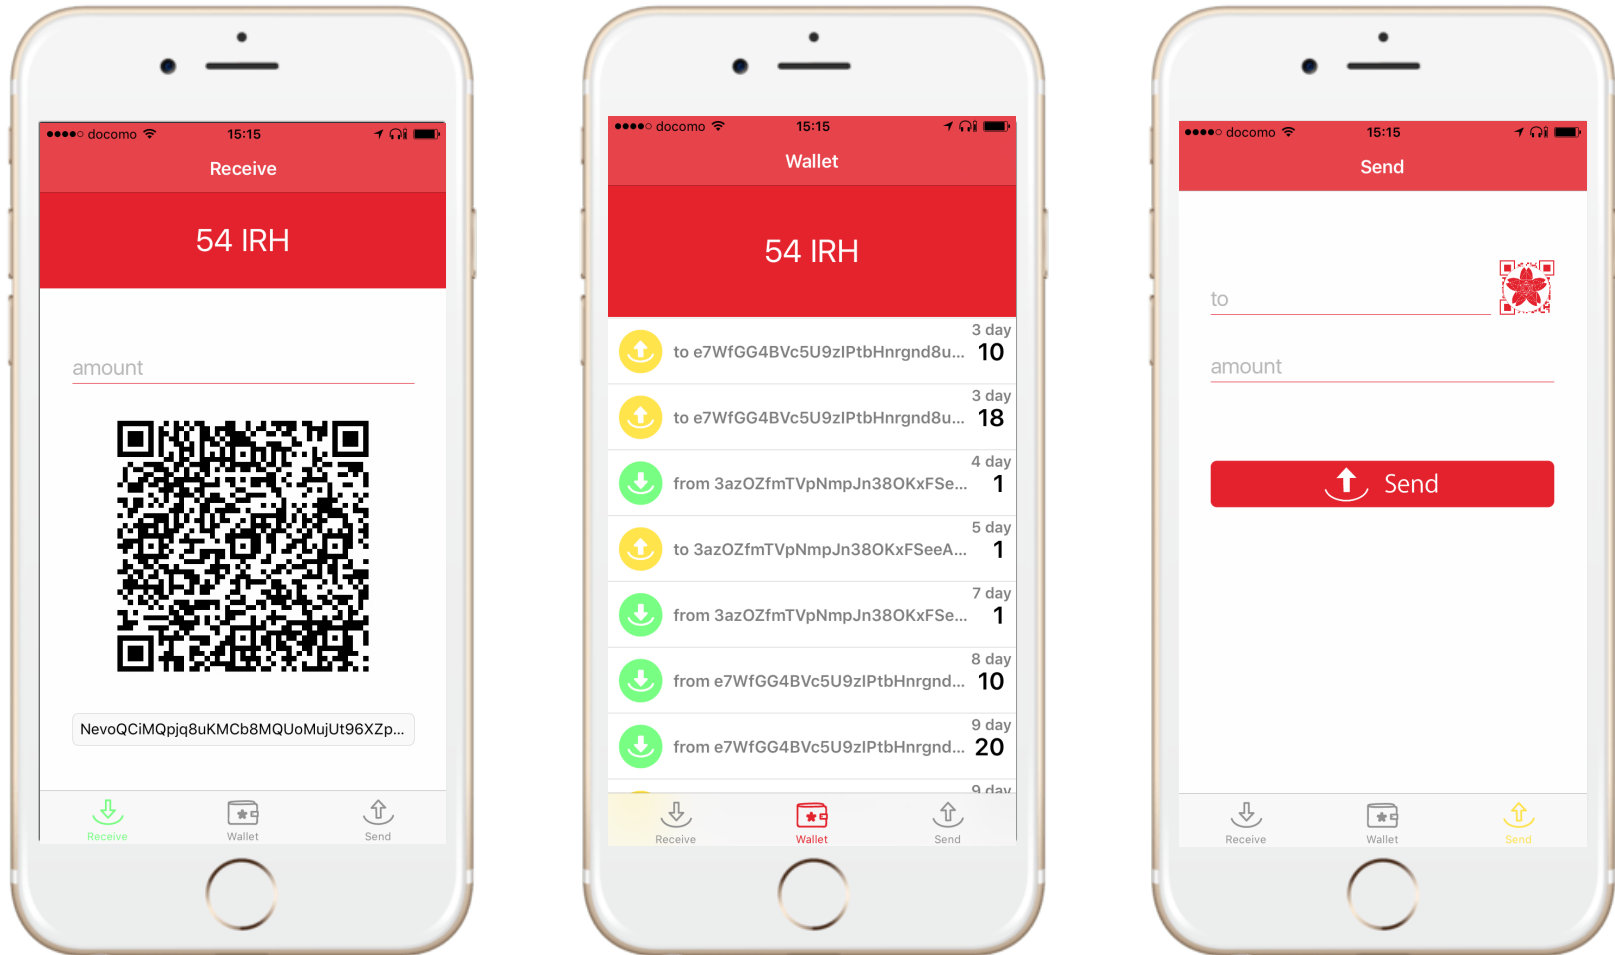 docomo 15:15
Receive
54 IRH
amount
NevoQCiMQpjq8uKMCb8MQUoMujUt96XZp...
Receive Wallet Send
docomo 15:15
Wallet
54 IRH
3 day
to e7WfGG4BVc5U9zIPtbHnrgnd8u... 10
3 day
to e7WfGG4BVc5U9zIPtbHnrgnd8u... 18
4 day
from 3azOZfmTVpNmpJn38OKxFSe... 1
5 day
to 3azOZfmTVpNmpJn38OKxFSeeA... 1
7 day
from 3azOZfmTVpNmpJn38OKxFSe... 1
8 day
from e7WfGG4BVc5U9zIPtbHnrgnd... 10
9 day
from e7WfGG4BVc5U9zIPtbHnrgnd... 20
9 day
Receive Wallet Send
docomo 15:15
Send
to
amount
Send
Receive Wallet Send